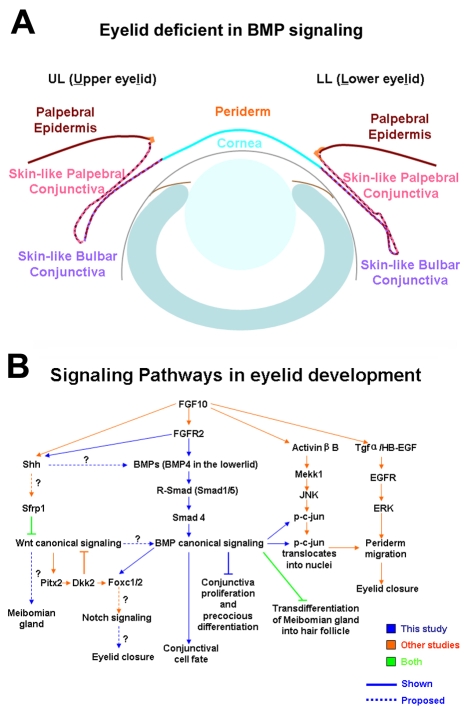 A
Eyelid deficient in BMP signaling
UL (Upper eyelid)
LL (Lower eyelid)
Periderm
Palpebral
Epidermis
Palpebral
Epidermis
Cornea
Skin-like Palpebral
Conjunctiva
Skin-like Palpebral
Conjunctiva
Skin-like Bulbar
Conjunctiva
Skin-like Bulbar
Conjunctiva
B
Signaling Pathways in eyelid development
FGF10
FGFR2
Activin β B
Tgfα/HB-EGF
Shh
?
BMPs (BMP4 in the lowerlid)
Mekk1
EGFR
?
R-Smad (Smad1/5)
JNK
Sfrp1
Smad 4
p-c-jun
ERK
Wnt canonical signaling
?
BMP canonical signaling
p-c-jun
translocates
into nuclei
Periderm
migration
?
Pitx2
Dkk2
Foxc1/2
Meibomian
gland
?
Notch signaling
?
Eyelid closure
Conjunctiva
proliferation
and
precocious
differentiation
Conjunctival
cell fate
Transdifferentiation
of Meibomian gland
into hair follicle
Eyelid closure
This study
Other studies
Both
Shown
Proposed